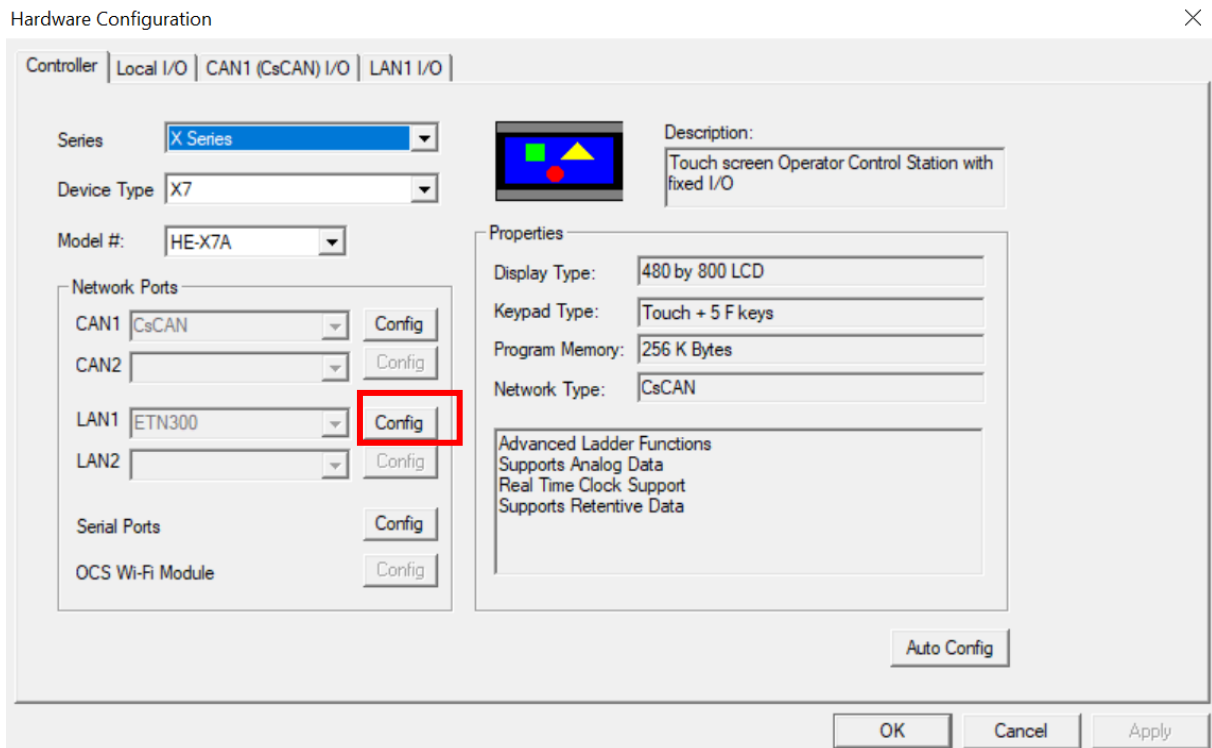 Hardware Configuration
Controller
Local I/O
CAN1 (CsCAN) I/O
LAN1 I/O
Series
X Series
Device Type
X7
Model #:
HE-X7A
Network Ports
CAN1
CsCAN
Config
CAN2
Config
LAN1
ETN300
Config
LAN2
Config
Serial Ports
Config
OCS Wi-Fi Module
Config
Description:
Touch screen Operator Control Station with
fixed I/O
Properties
Display Type:
480 by 800 LCD
Keypad Type:
Touch + 5 F keys
Program Memory:
256 K Bytes
Network Type:
CsCAN
Advanced Ladder Functions
Supports Analog Data
Real Time Clock Support
Supports Retentive Data
Auto Config
OK
Cancel
Apply